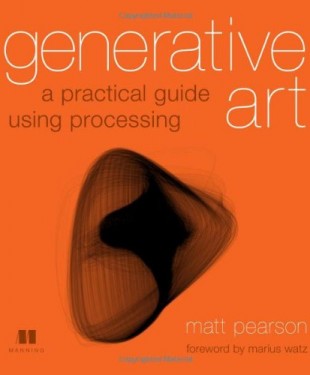 generative
a practical guide
using processing
art
matt pearson
foreword by marius watz
MANNING